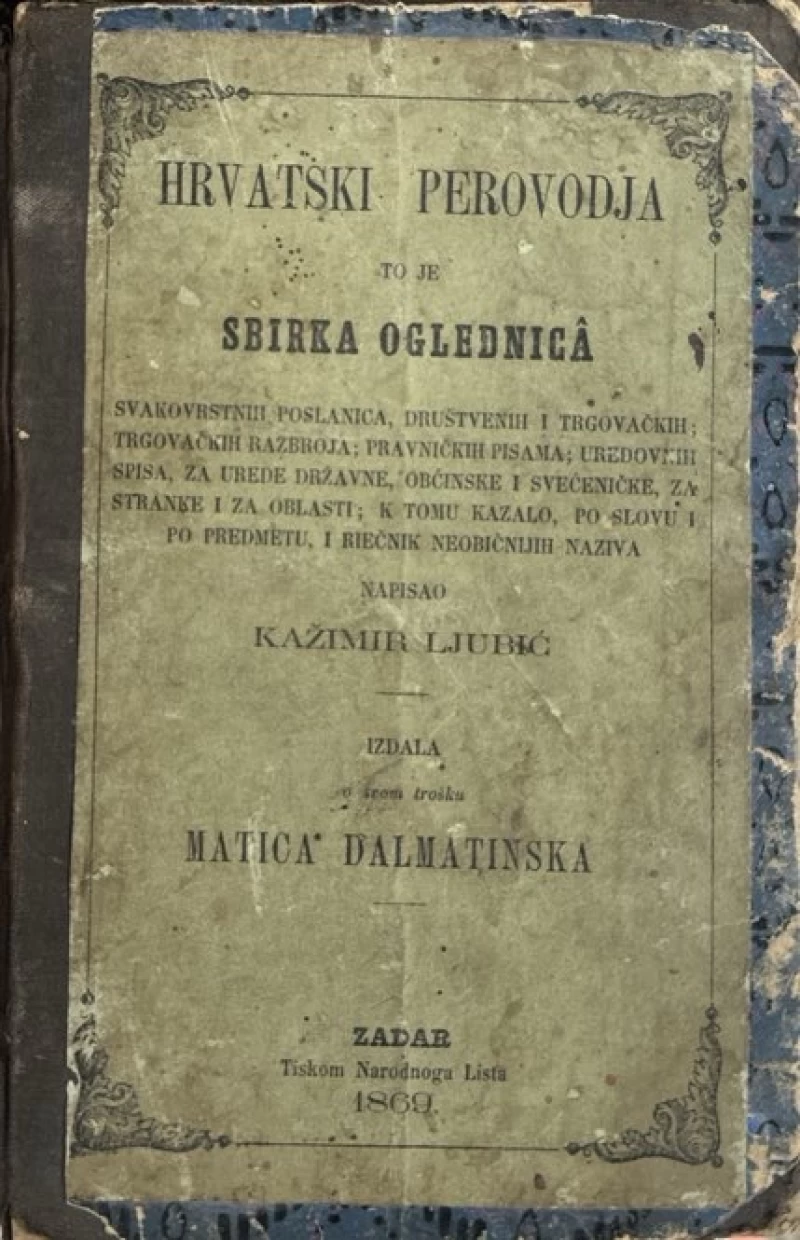 HRVATSKI PEROVODJA
TO JE
SBIRKA OGLEDNICÂ
SVAKOVRSTNIH POSLANICA, DRUŠTVENIH I TRGOVAČKIH;
TRGOVAČKIH RAZBROJA; PRAVNIČKIH PISAMA; UREDOVNIH
SPISA, ZA UREDE DRŽAVNE, OBĆINSKE I SVEĆENIČKE, ZA
STRANKE I ZA OBLASTI; K TOMU KAZALO, PO SLOVU I
PO PREDMETU, I RIEČNIK NEOBIČNIJIH NAZIVA
NAPISAO
KAŽIMIR LJUBIĆ
IZDALA
o svom trošku
MATICA DALMATINSKA
ZADAR
Tiskom Narodnoga Lista
1869.